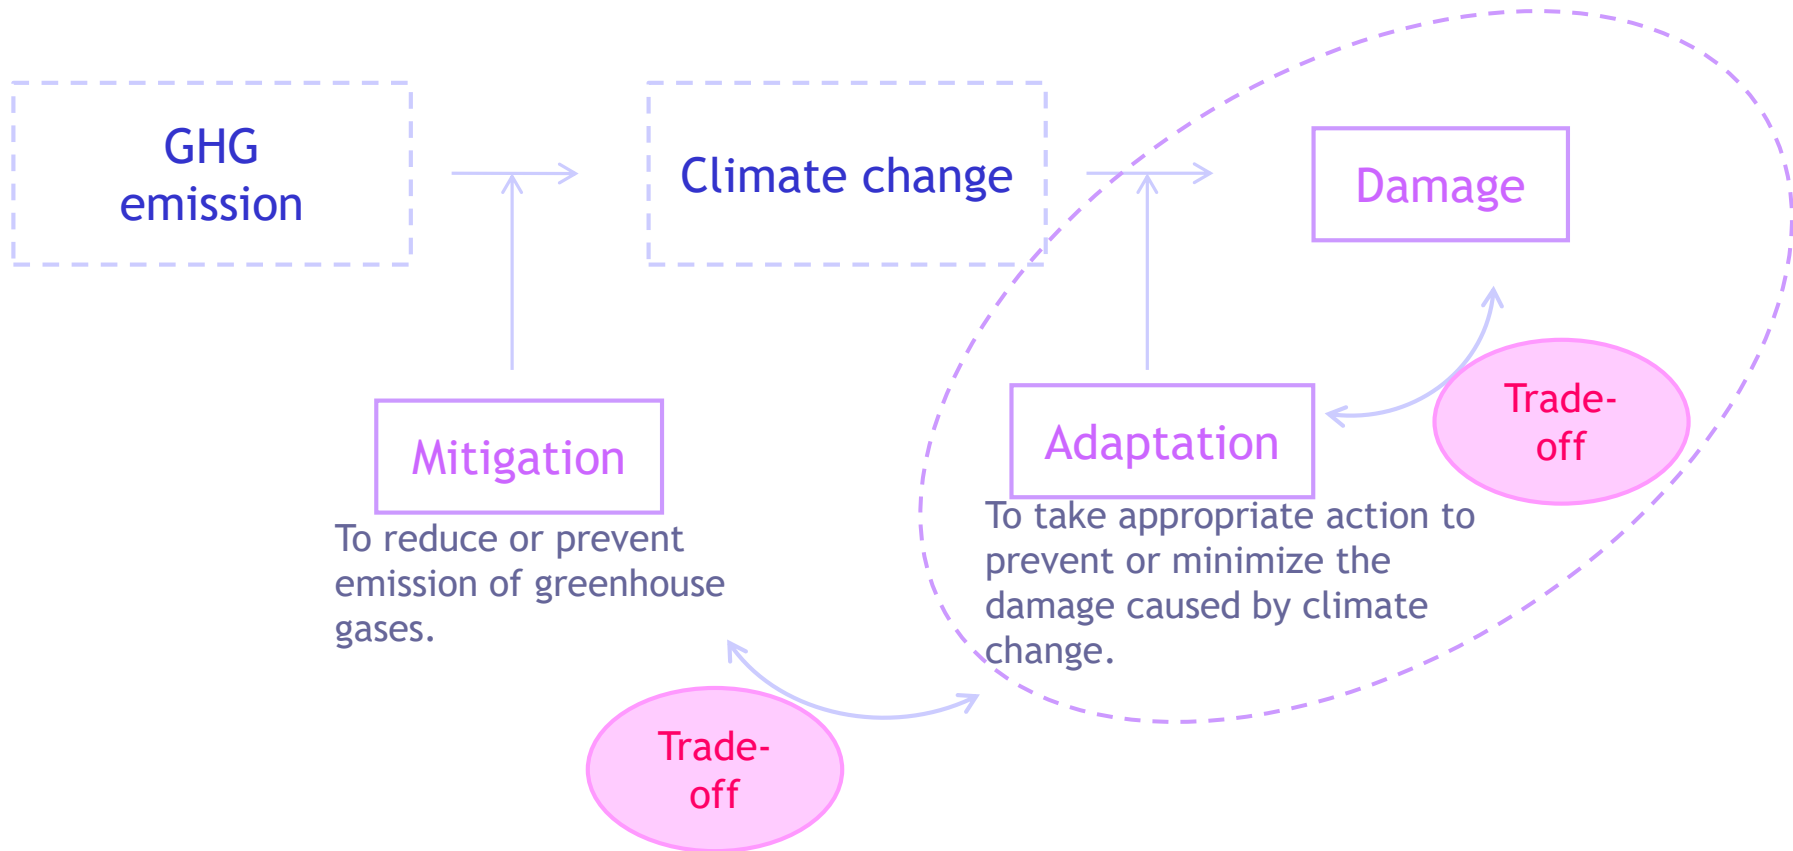 GHG
emission
Climate change
Damage
Mitigation
To reduce or prevent
emission of greenhouse
gases.
Adaptation
To take appropriate action to
prevent or minimize the
damage caused by climate
change.
Trade-
off
Trade-
off